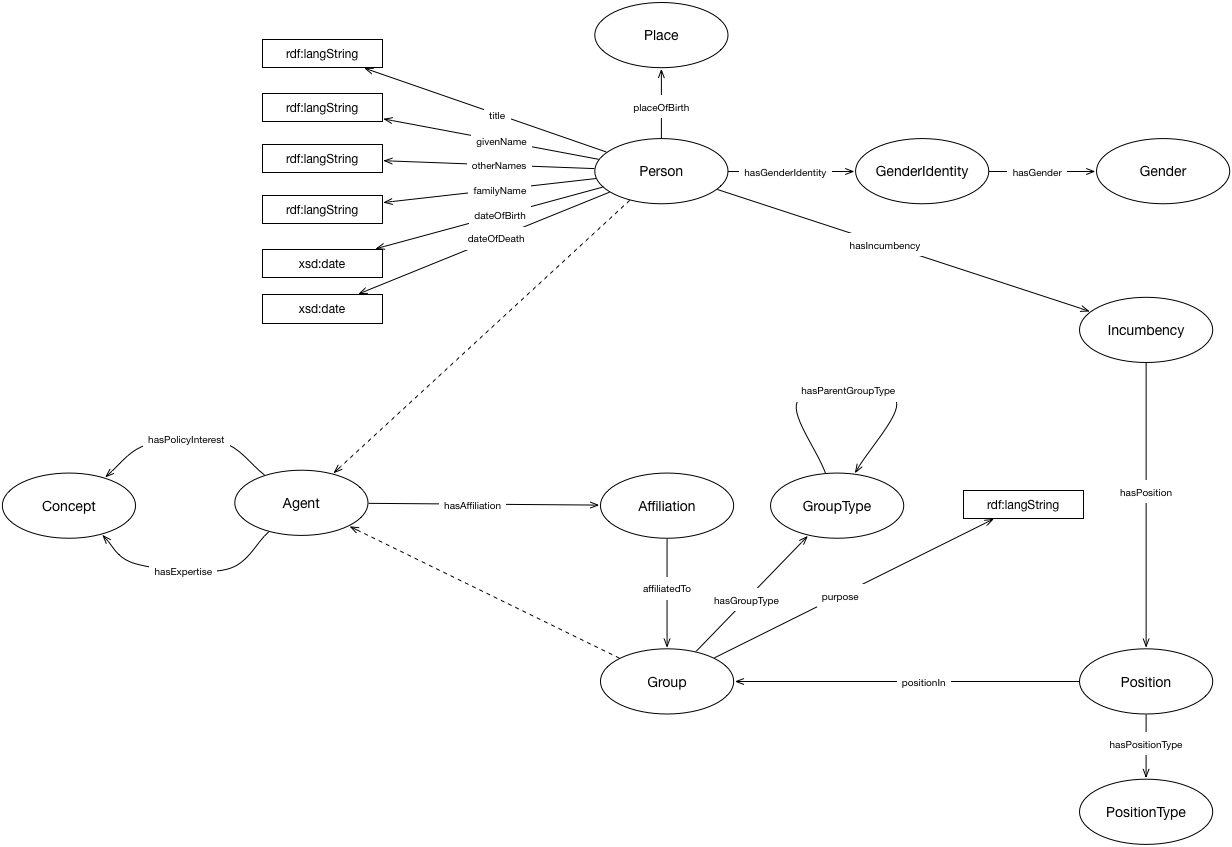 Place
rdf:langString
rdf:langString
placeOfBirth
title
givenName
rdf:langString
otherNames
Person
hasGenderIdentity
GenderIdentity
hasGender
Gender
familyName
rdf:langString
dateOfBirth
dateOfDeath
hasIncumbency
xsd:date
xsd:date
Incumbency
hasParentGroupType
hasPolicyInterest
hasPosition
Concept
Agent
hasAffiliation
Affiliation
GroupType
rdf:langString
hasExpertise
affiliatedTo
hasGroupType
purpose
Group
positionIn
Position
hasPositionType
PositionType